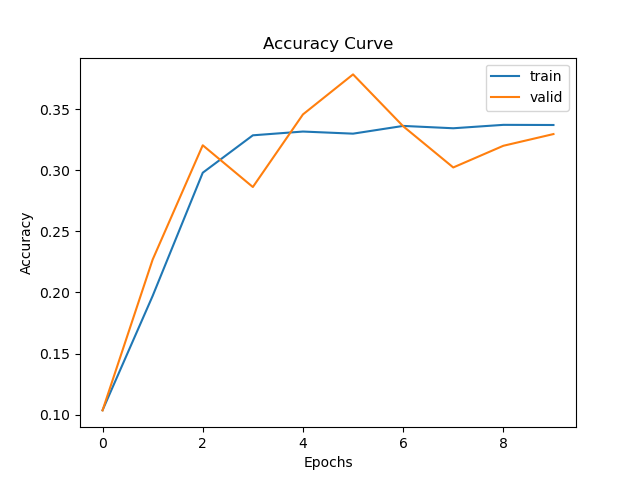 Accuracy Curve
train
valid
Accuracy
0.35
0.30
0.25
0.20
0.15
0.10
0 2 4 6 8
Epochs